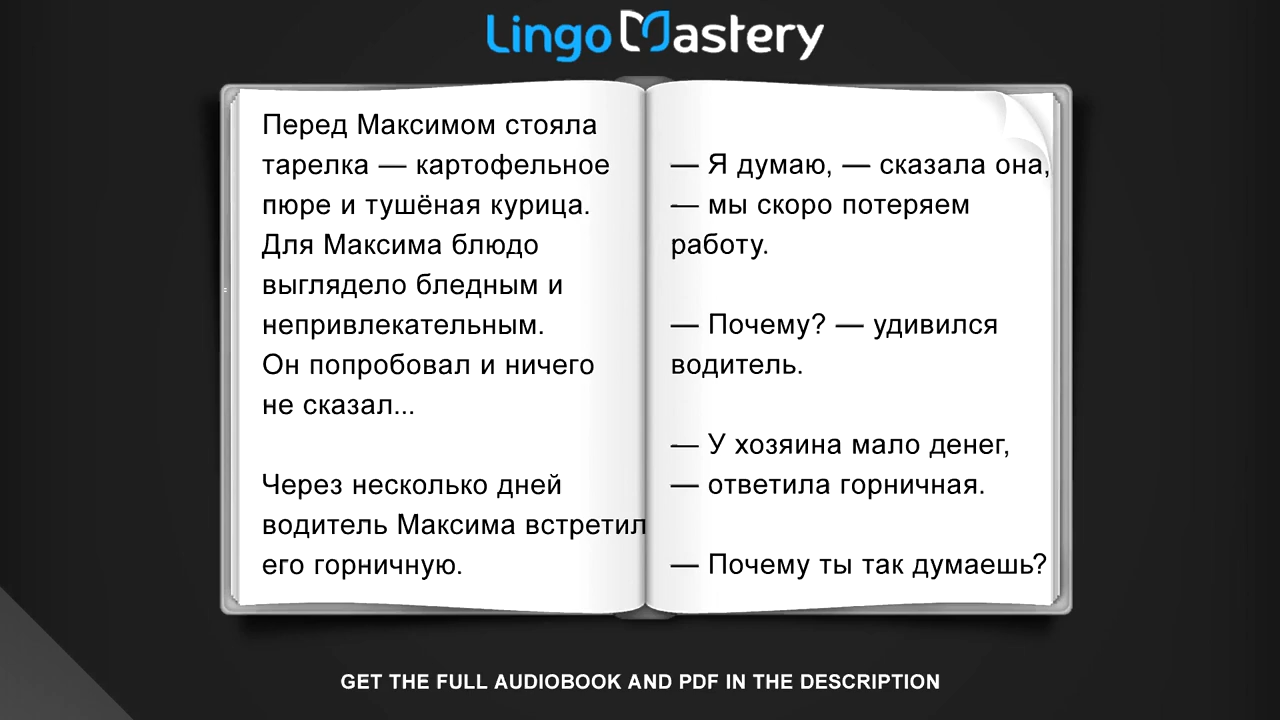 Lingo Mastery
Перед Максимом стояла
тарелка — картофельное
пюре и тушёная курица.
Для Максима блюдо
выглядело бледным и
непривлекательным.
Он попробовал и ничего
не сказал...
Через несколько дней
водитель Максима встретил
его горничную.
— Я думаю, — сказала она,
— мы скоро потеряем
работу.
— Почему? — удивился
водитель.
— У хозяина мало денег,
— ответила горничная.
— Почему ты так думаешь?
GET THE FULL AUDIOBOOK AND PDF IN THE DESCRIPTION